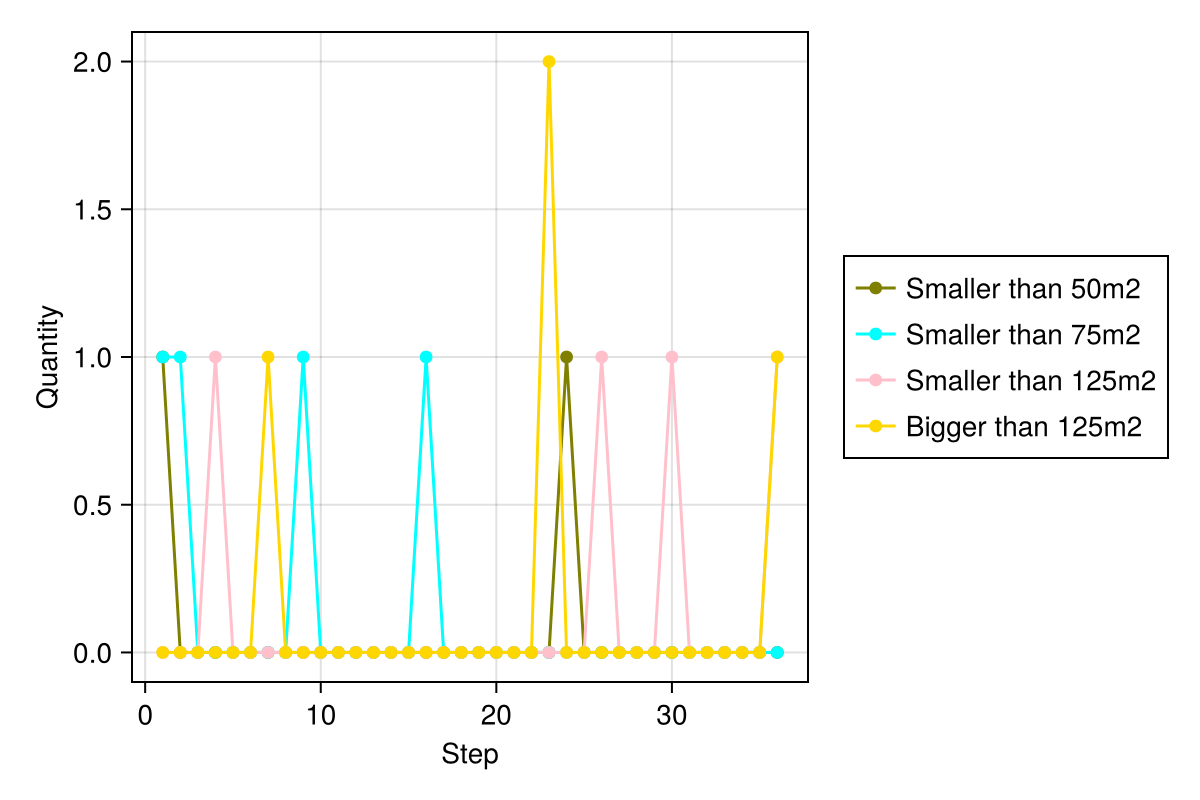 2.0
1.5
1.0
0.5
0.0
Quantity
0 10 20 30
Step
Smaller than 50m2
Smaller than 75m2
Smaller than 125m2
Bigger than 125m2